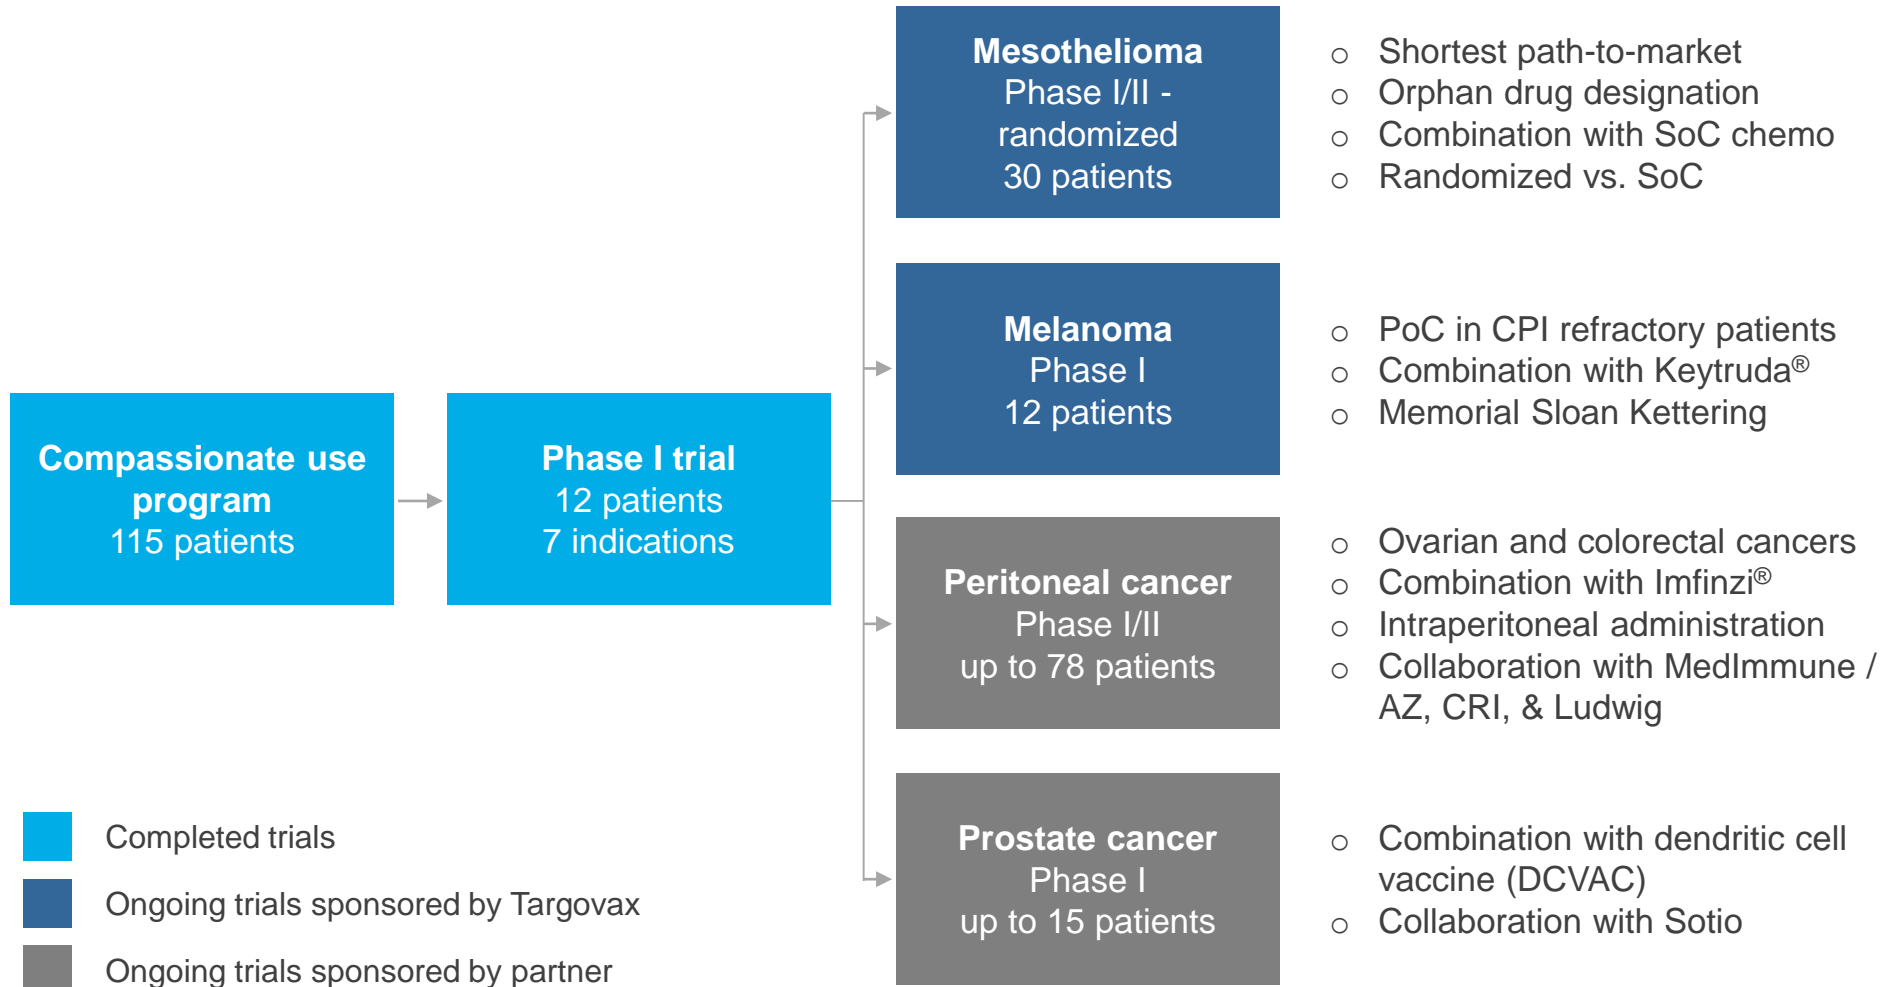 Mesothelioma
Phase I/II -
randomized
30 patients
o Shortest path-to-market
o Orphan drug designation
o Combination with SoC chemo
o Randomized vs. SoC
Melanoma
Phase I
12 patients
o PoC in CPI refractory patients
o Combination with Keytruda®
o Memorial Sloan Kettering
Compassionate use
program
115 patients
Phase I trial
12 patients
7 indications
Peritoneal cancer
Phase I/II
up to 78 patients
o Ovarian and colorectal cancers
o Combination with Imfinzi®
o Intraperitoneal administration
o Collaboration with MedImmune /
AZ, CRI, & Ludwig
Prostate cancer
Phase I
up to 15 patients
o Combination with dendritic cell
vaccine (DCVAC)
o Collaboration with Sotio
Completed trials
Ongoing trials sponsored by Targovax
Ongoing trials sponsored by partner